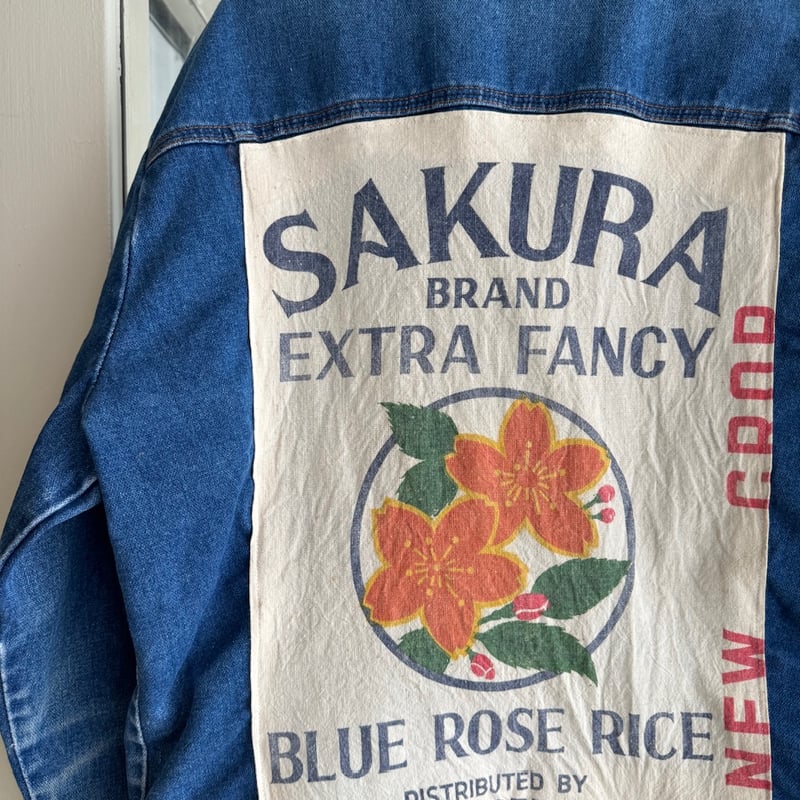 SAKURA
BRAND
EXTRA FANCY
BLUE ROSE RICE
DISTRIBUTED BY
NEW CROP